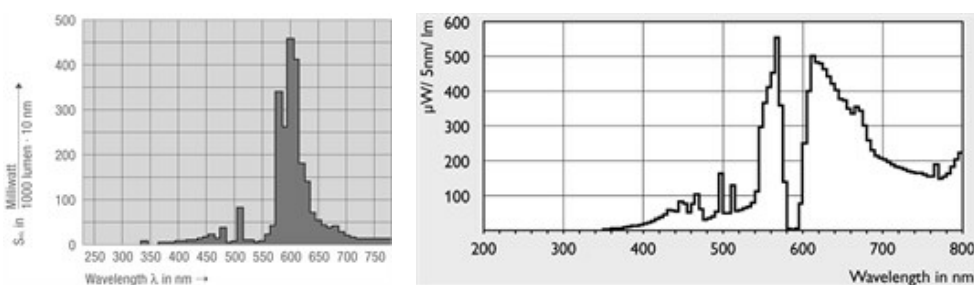 500
400
300
200
100
0
Milliwatt
Sₘ in
1000 lumen · 10 nm
250 300 350 400 450 500 550 600 650 700 750
Wavelength λ in nm →
600
500
400
300
200
100
µW/ 5nm/ lm
200 300 400 500 600 700 800
Wavelength in nm